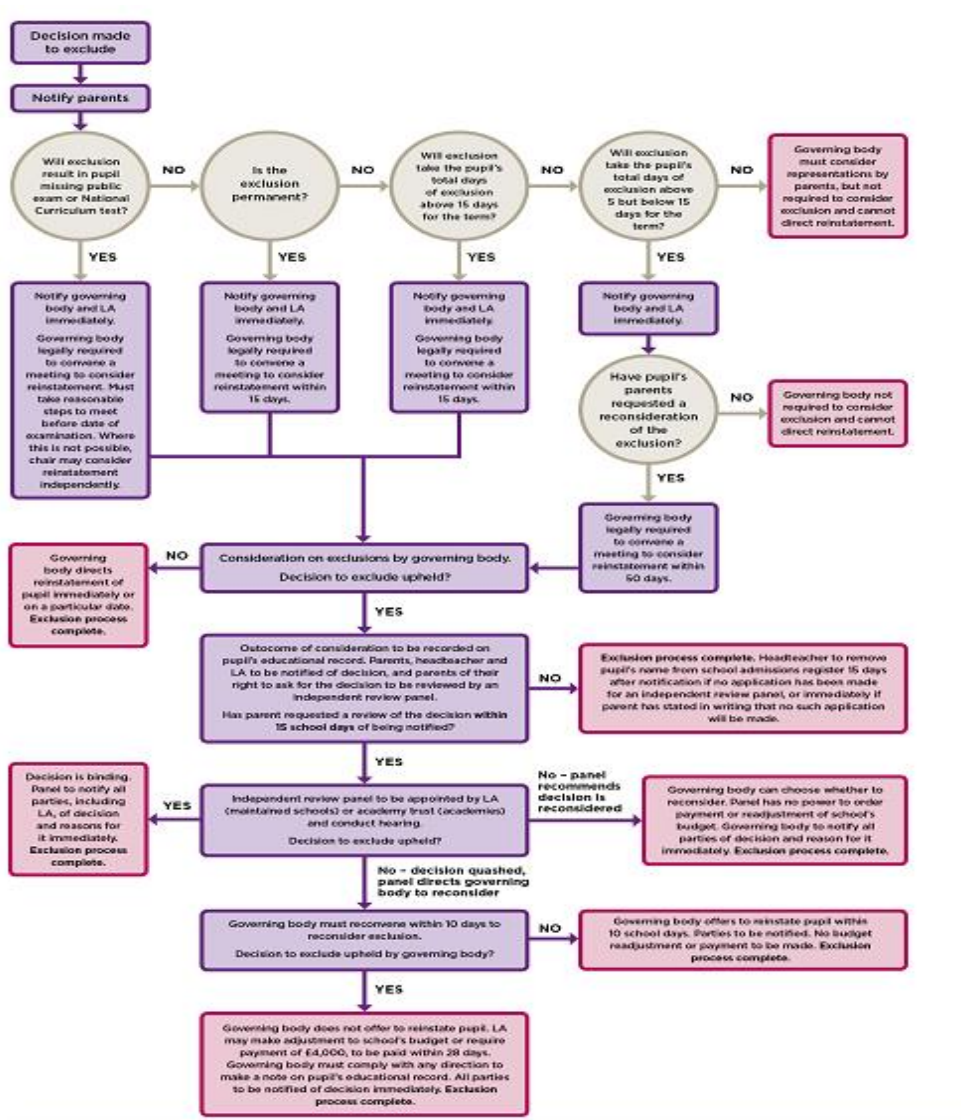 Decision made
to exclude
Notify parents
Will exclusion
result in pupil
missing public
exam or National
Curriculum test?
NO
Is the
exclusion
permanent?
NO
Will exclusion
take the pupil's
total days
of exclusion
above 15 days
for the term?
NO
Will exclusion
take the pupil's
total days of
exclusion above
5 but below 15
days for the
term?
NO
Governing body
must consider
representations by
parents, but not
required to consider
exclusion and cannot
direct reinstatement.
YES
YES
YES
YES
Notify governing
body and LA
immediately.
Governing body
legally required
to convene a
meeting to consider
reinstatement. Must
take reasonable
steps to meet
before date of
examination. Where
this is not possible,
chair may consider
reinstatement
independently.
Notify governing
body and LA
immediately.
Governing body
legally required
to convene a
meeting to consider
reinstatement within
15 days.
Notify governing
body and LA
immediately.
Governing body
legally required
to convene a
meeting to consider
reinstatement within
15 days.
Notify governing
body and LA
immediately.
Have pupil's
parents
requested a
reconsideration
of the
exclusion?
NO
Governing body not
required to consider
exclusion and cannot
direct reinstatement.
YES
Governing body
legally required
to convene a
meeting to consider
reinstatement within
50 days.
Consideration on exclusions by governing body.
Decision to exclude upheld?
NO
Governing
body directs
reinstatement of
pupil immediately or
on a particular date.
Exclusion process
complete.
YES
Outocome of consideration to be recorded on
pupil's educational record. Parents, headteacher and
LA to be notified of decision, and parents of their
right to ask for the decision to be reviewed by an
independent review panel.
Has parent requested a review of the decision within
15 school days of being notified?
NO
Exclusion process complete. Headteacher to remove
pupil's name from school admissions register 15 days
after notification if no application has been made
for an independent review panel, or immediately if
parent has stated in writing that no such application
will be made.
YES
Independent review panel to be appointed by LA
(maintained schools) or academy trust (academies)
and conduct hearing.
Decision to exclude upheld?
YES
Decision is binding.
Panel to notify all
parties, including
LA, of decision
and reasons for
it immediately.
Exclusion process
complete.
No – panel
recommends
decision is
reconsidered
Governing body can choose whether to
reconsider. Panel has no power to order
payment or readjustment of school's
budget. Governing body to notify all
parties of decision and reason for it
immediately. Exclusion process complete.
No – decision quashed,
panel directs governing
body to reconsider
Governing body must reconvene within 10 days to
reconsider exclusion.
Decision to exclude upheld by governing body?
NO
Governing body offers to reinstate pupil within
10 school days. Parties to be notified. No budget
readjustment or payment to be made. Exclusion
process complete.
YES
Governing body does not offer to reinstate pupil. LA
may make adjustment to school's budget or require
payment of £4,000, to be paid within 28 days.
Governing body must comply with any direction to
make a note on pupil's educational record. All parties
to be notified of decision immediately. Exclusion
process complete.